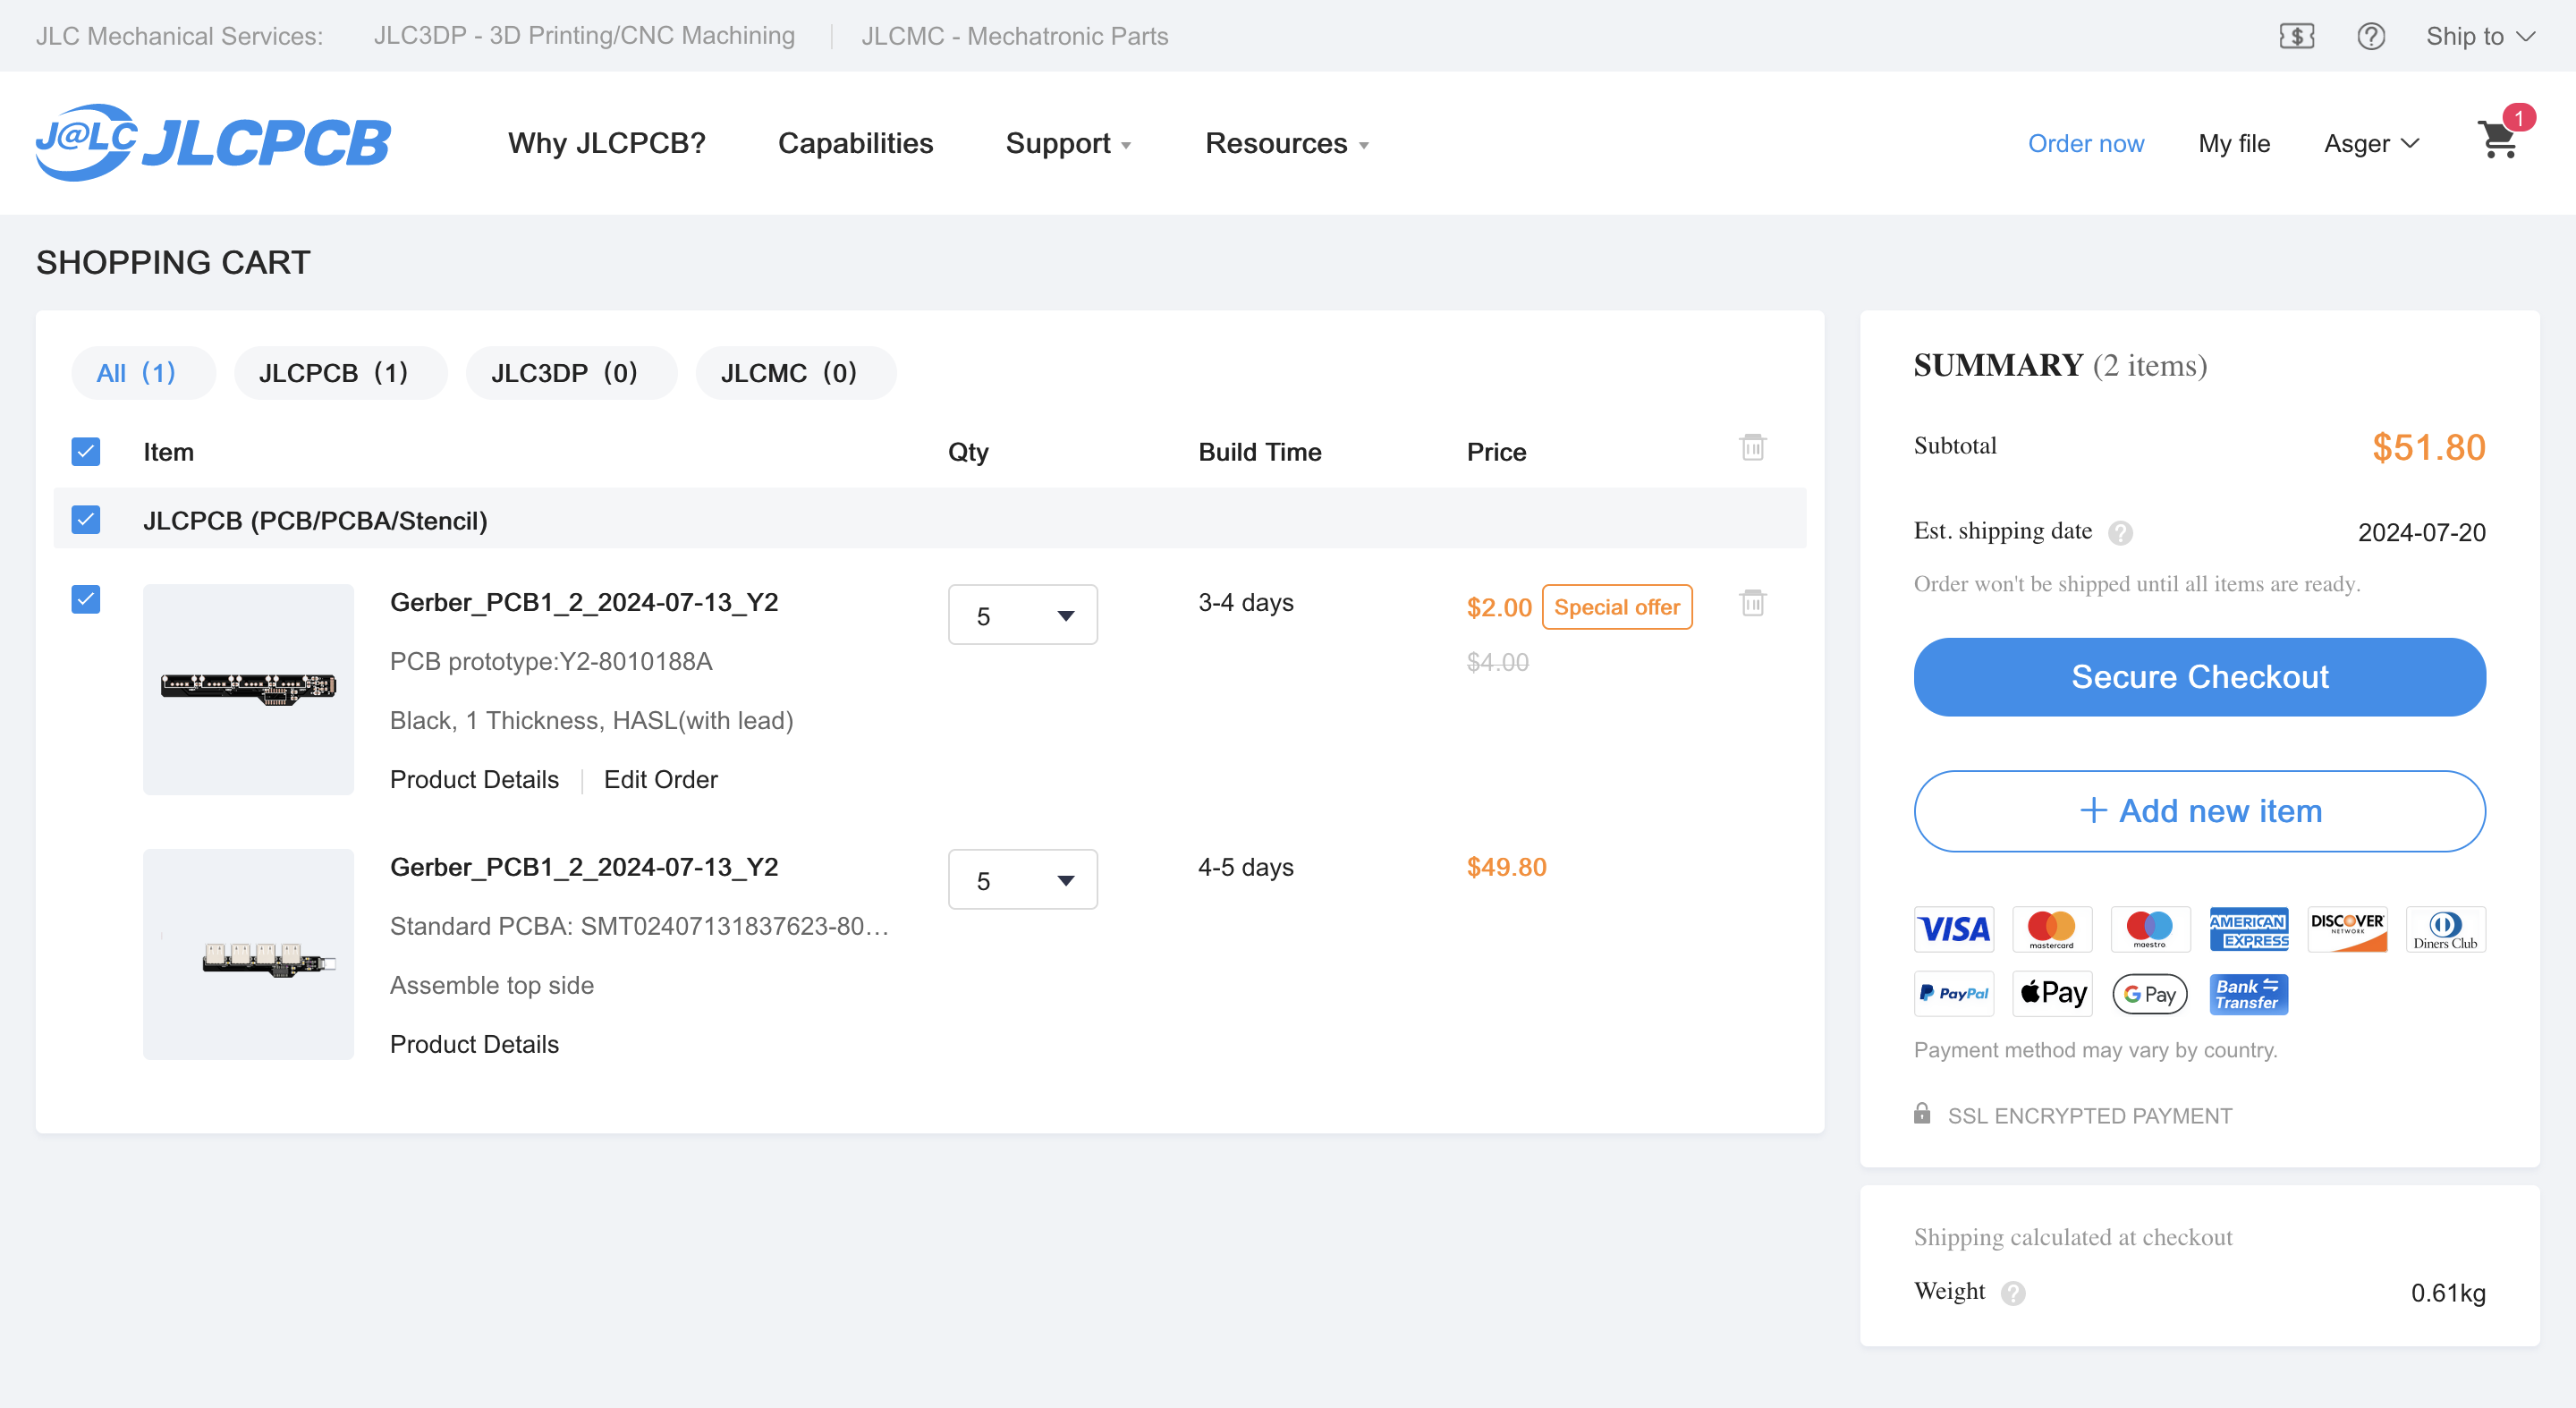 JLC Mechanical Services: JLC3DP - 3D Printing/CNC Machining JLCMC - Mechatronic Parts Ship to
J@LC JLCPCB Why JLCPCB? Capabilities Support Resources Order now My file Asger 1
SHOPPING CART
All (1) JLCPCB (1) JLC3DP (0) JLCMC (0)
Item Qty Build Time Price
JLCPCB (PCB/PCBA/Stencil)
Gerber_PCB1_2_2024-07-13_Y2 5 3-4 days $2.00 Special offer
PCB prototype:Y2-8010188A $4.00
Black, 1 Thickness, HASL(with lead)
Product Details Edit Order
Gerber_PCB1_2_2024-07-13_Y2 5 4-5 days $49.80
Standard PCBA: SMT02407131837623-80...
Assemble top side
Product Details
SUMMARY (2 items)
Subtotal $51.80
Est. shipping date ? 2024-07-20
Order won't be shipped until all items are ready.
Secure Checkout
+ Add new item
VISA mastercard maestro AMERICAN EXPRESS DISCOVER NETWORK Diners Club
PayPal Pay G Pay Bank Transfer
Payment method may vary by country.
SSL ENCRYPTED PAYMENT
Shipping calculated at checkout
Weight ? 0.61kg